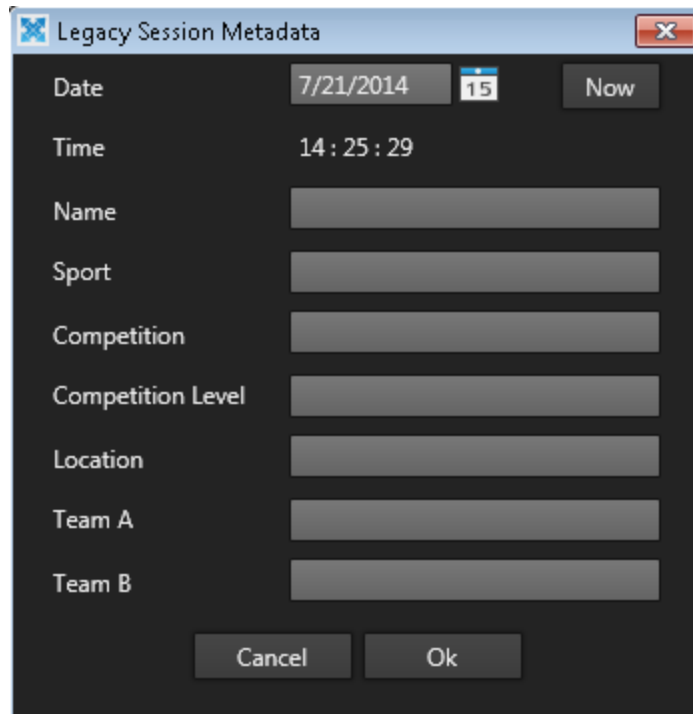 Legacy Session Metadata
Date 7/21/2014 15 Now
Time 14 : 25 : 29
Name
Sport
Competition
Competition Level
Location
Team A
Team B
Cancel Ok